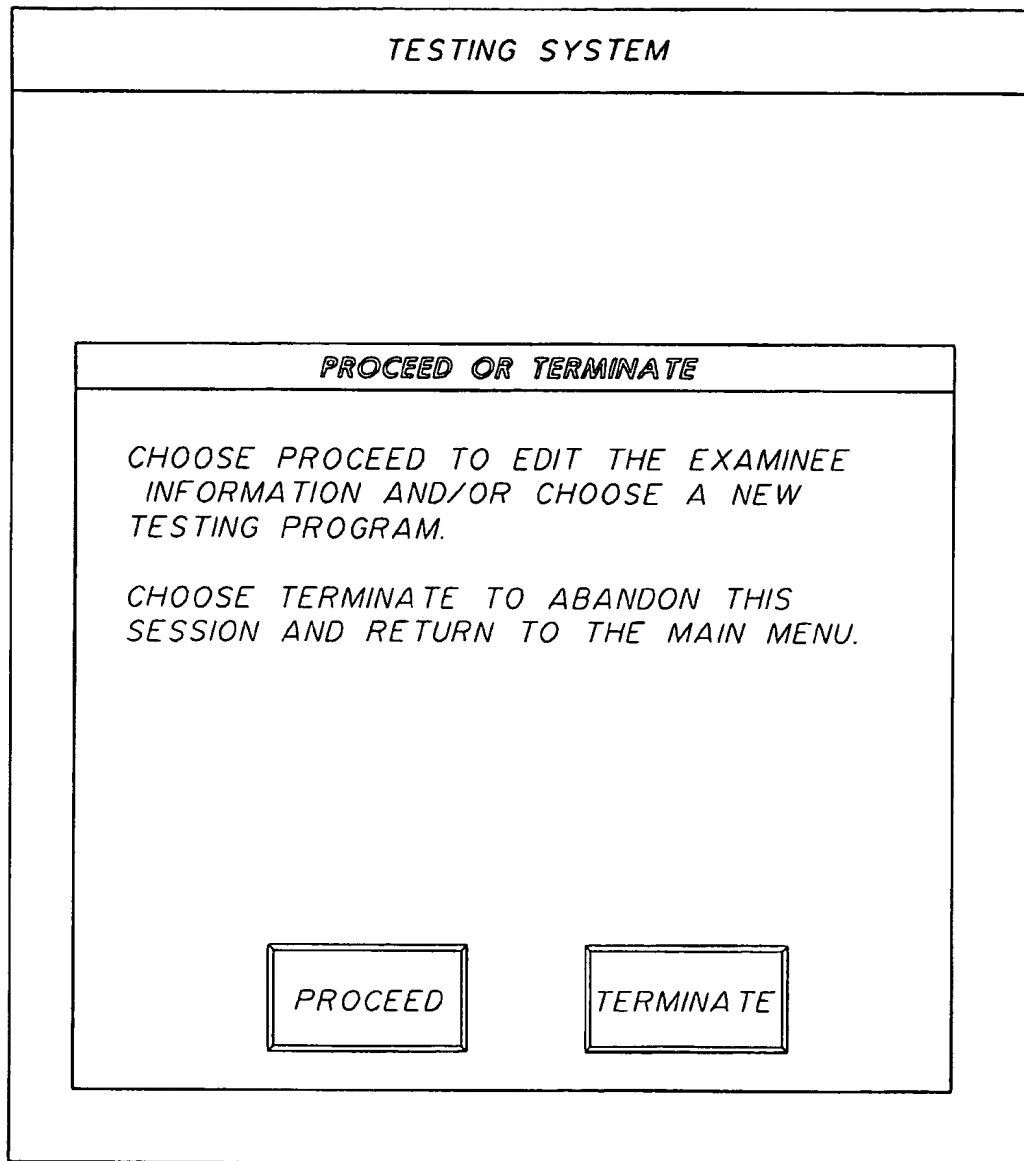 TESTING SYSTEM
PROCEED OR TERMINATE
CHOOSE PROCEED TO EDIT THE EXAMINEE
INFORMATION AND/OR CHOOSE A NEW
TESTING PROGRAM.
CHOOSE TERMINATE TO ABANDON THIS
SESSION AND RETURN TO THE MAIN MENU.
PROCEED
TERMINATE